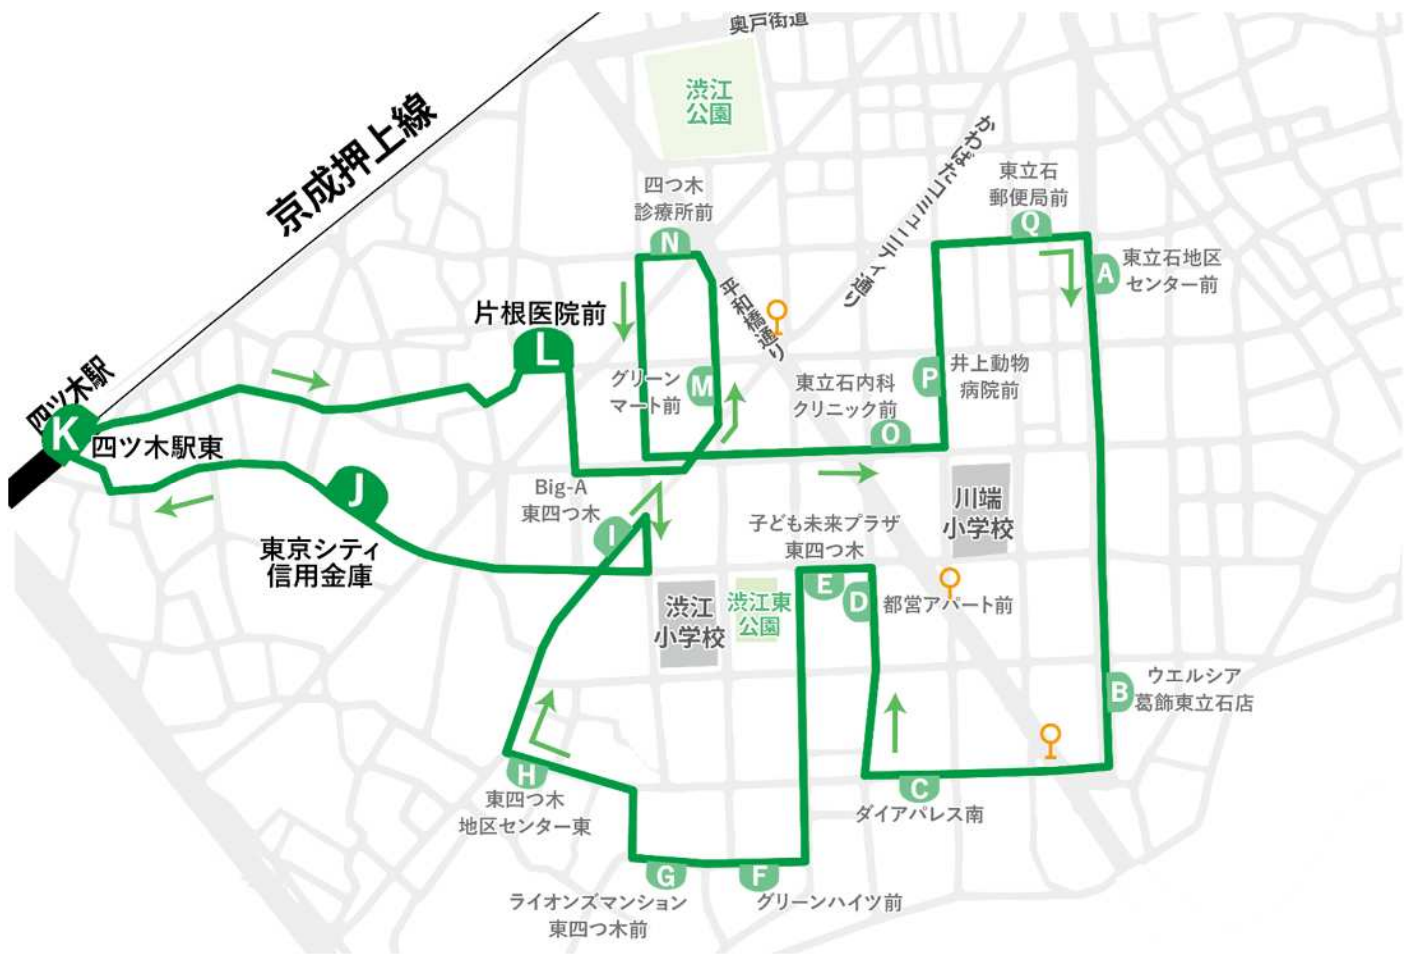 奥戸街道
渋江
公園
京成押上線
かわばたコミュニティ通り
東立石
郵便局前
Q
四つ木
診療所前
N
A
東立石地区
センター前
平和橋通り
片根医院前
L
四ツ木駅
K
四ツ木駅東
グリーン
マート前
M
東立石内科
クリニック前
O
P
井上動物
病院前
J
東京シティ
信用金庫
Big-A
東四つ木
I
川端
小学校
子ども未来プラザ
東四つ木
E
D
都営アパート前
渋江
小学校
渋江東
公園
B
ウエルシア
葛飾東立石店
H
東四つ木
地区センター東
C
ダイアパレス南
G
ライオンズマンション
東四つ木前
F
グリーンハイツ前